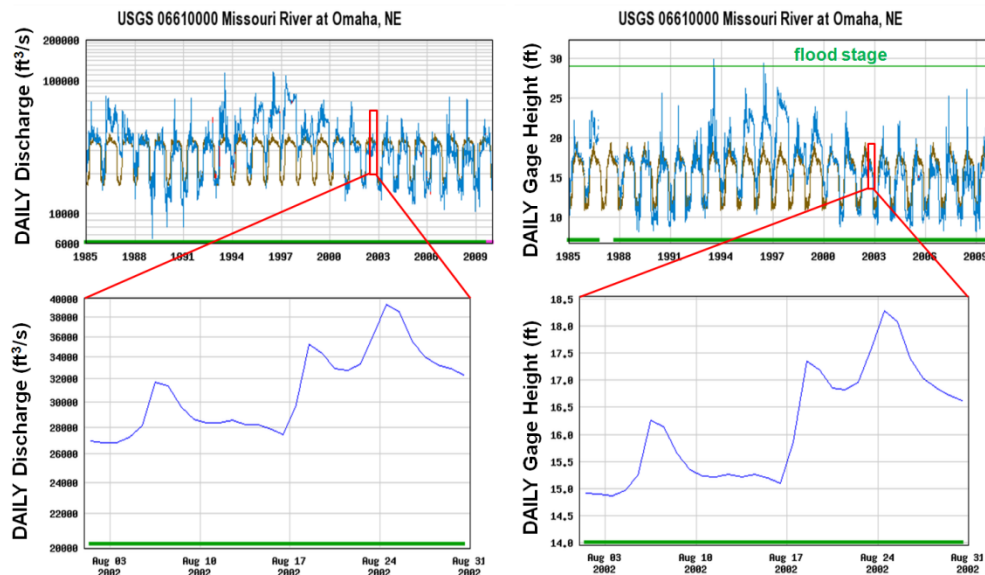 USGS 06610000 Missouri River at Omaha, NE
DAILY Discharge (ft³/s)
200000
100000
10000
6000
1985 1988 1991 1994 1997 2000 2003 2006 2009
USGS 06610000 Missouri River at Omaha, NE
DAILY Gage Height (ft)
flood stage
30
25
20
15
10
1985 1988 1991 1994 1997 2000 2003 2006 2009
DAILY Discharge (ft³/s)
40000
38000
36000
34000
32000
30000
28000
26000
24000
22000
20000
Aug 03 Aug 10 Aug 17 Aug 24 Aug 31
2002 2002 2002 2002 2002
DAILY Gage Height (ft)
18.5
18.0
17.5
17.0
16.5
16.0
15.5
15.0
14.5
14.0
Aug 03 Aug 10 Aug 17 Aug 24 Aug 31
2002 2002 2002 2002 2002